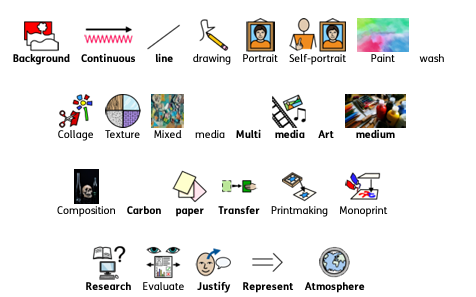 Background Continuous line drawing Portrait Self-portrait Paint wash
Collage Texture Mixed media Multi media Art medium
Composition Carbon paper Transfer Printmaking Monoprint
Research Evaluate Justify Represent Atmosphere